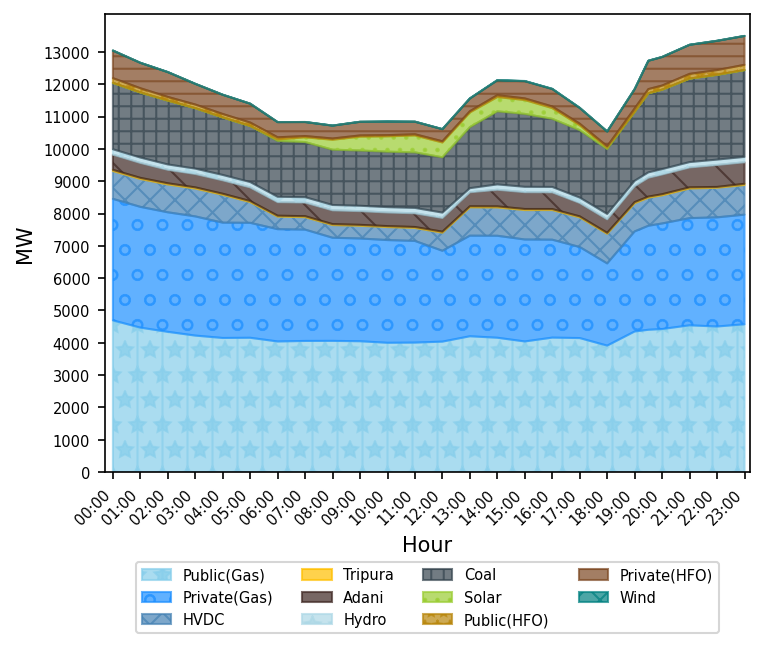 13000
12000
11000
10000
9000
8000
7000
6000
5000
4000
3000
2000
1000
0
MW
00:00 01:00 02:00 03:00 04:00 05:00 06:00 07:00 08:00 09:00 10:00 11:00 12:00 13:00 14:00 15:00 16:00 17:00 18:00 19:00 20:00 21:00 22:00 23:00
Hour
Public(Gas) Tripura Coal Private(HFO)
Private(Gas) Adani Solar Wind
HVDC Hydro Public(HFO)